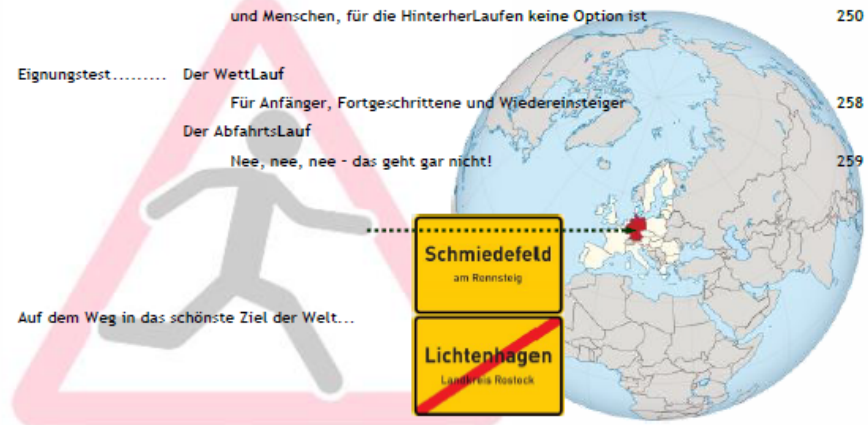 und Menschen, für die HinterherLaufen keine Option ist 250
Eignungstest......... Der WettLauf
Für Anfänger, Fortgeschrittene und Wiedereinsteiger 258
Der AbfahrtsLauf
Nee, nee, nee - das geht gar nicht! 259
Schmiedefeld
am Rennsteig
Auf dem Weg in das schönste Ziel der Welt...
Lichtenhagen
Landkreis Rostock